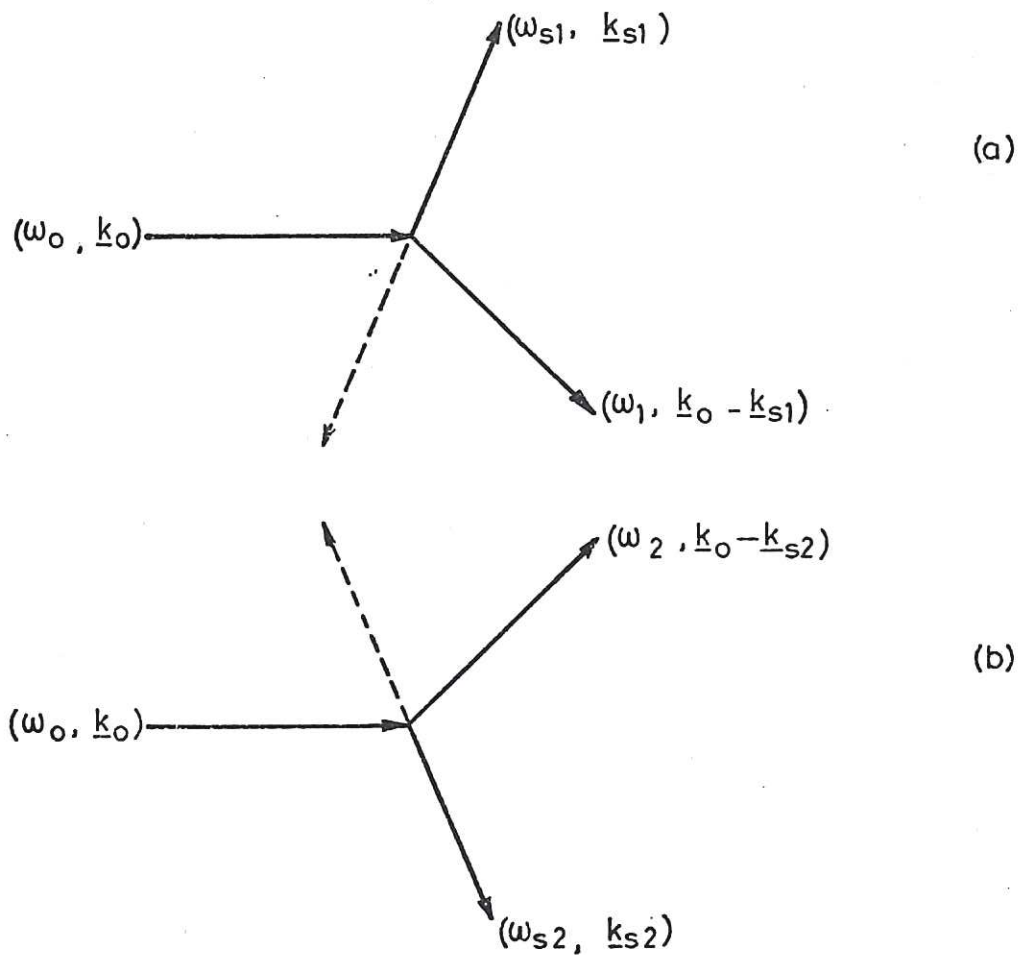 (ω_s1, k_s1)
(a)
(ω_o, k_o)
(ω_1, k_o - k_s1)
(ω_2, k_o - k_s2)
(b)
(ω_o, k_o)
(ω_s2, k_s2)